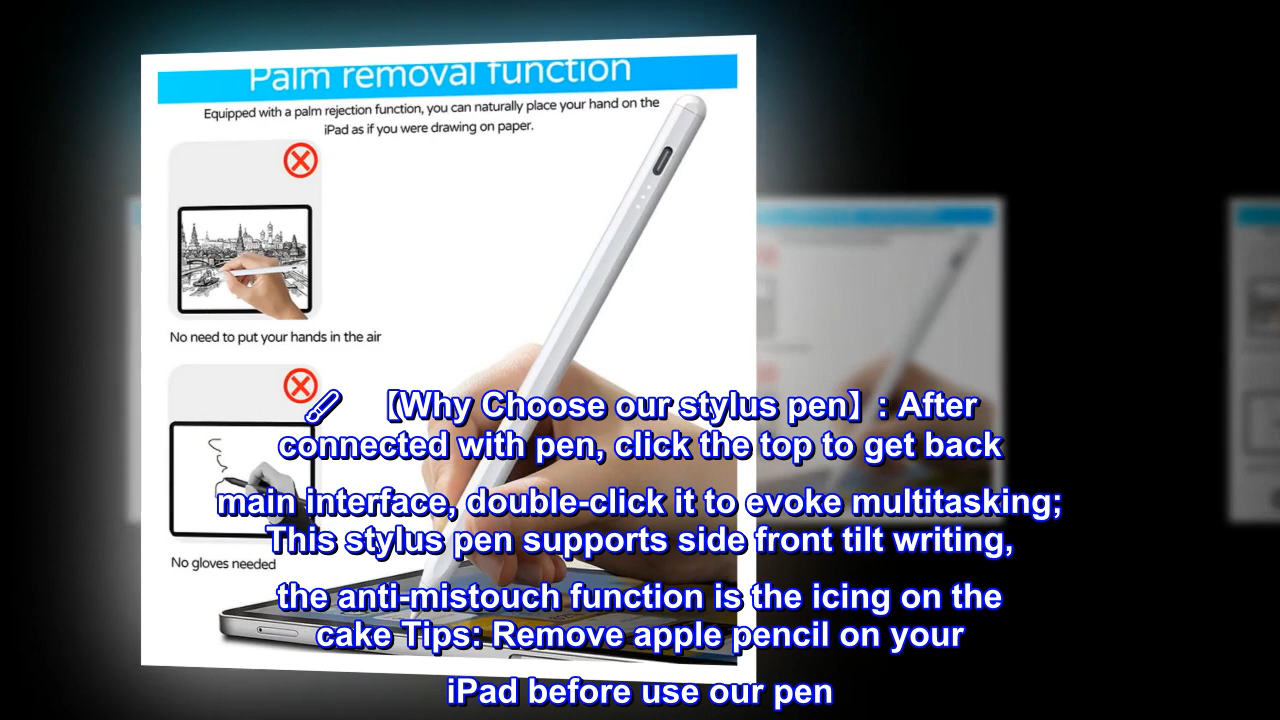 Palm removal function
Equipped with a palm rejection function, you can naturally place your hand on the
iPad as if you were drawing on paper.
No need to put your hands in the air
No gloves needed
🖌 【Why Choose our stylus pen】: After
connected with pen, click the top to get back
main interface, double-click it to evoke multitasking;
This stylus pen supports side front tilt writing,
the anti-mistouch function is the icing on the
cake Tips: Remove apple pencil on your
iPad before use our pen